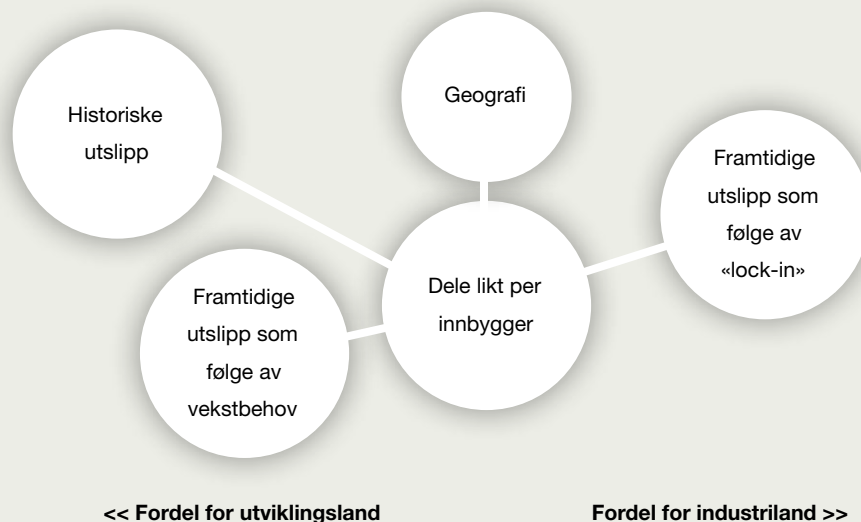 Historiske
utslipp
Geografi
Framtidige
utslipp som
følge av
«lock-in»
Framtidige
utslipp som
følge av
vekstbehov
Dele likt per
innbygger
<< Fordel for utviklingsland
Fordel for industriland >>